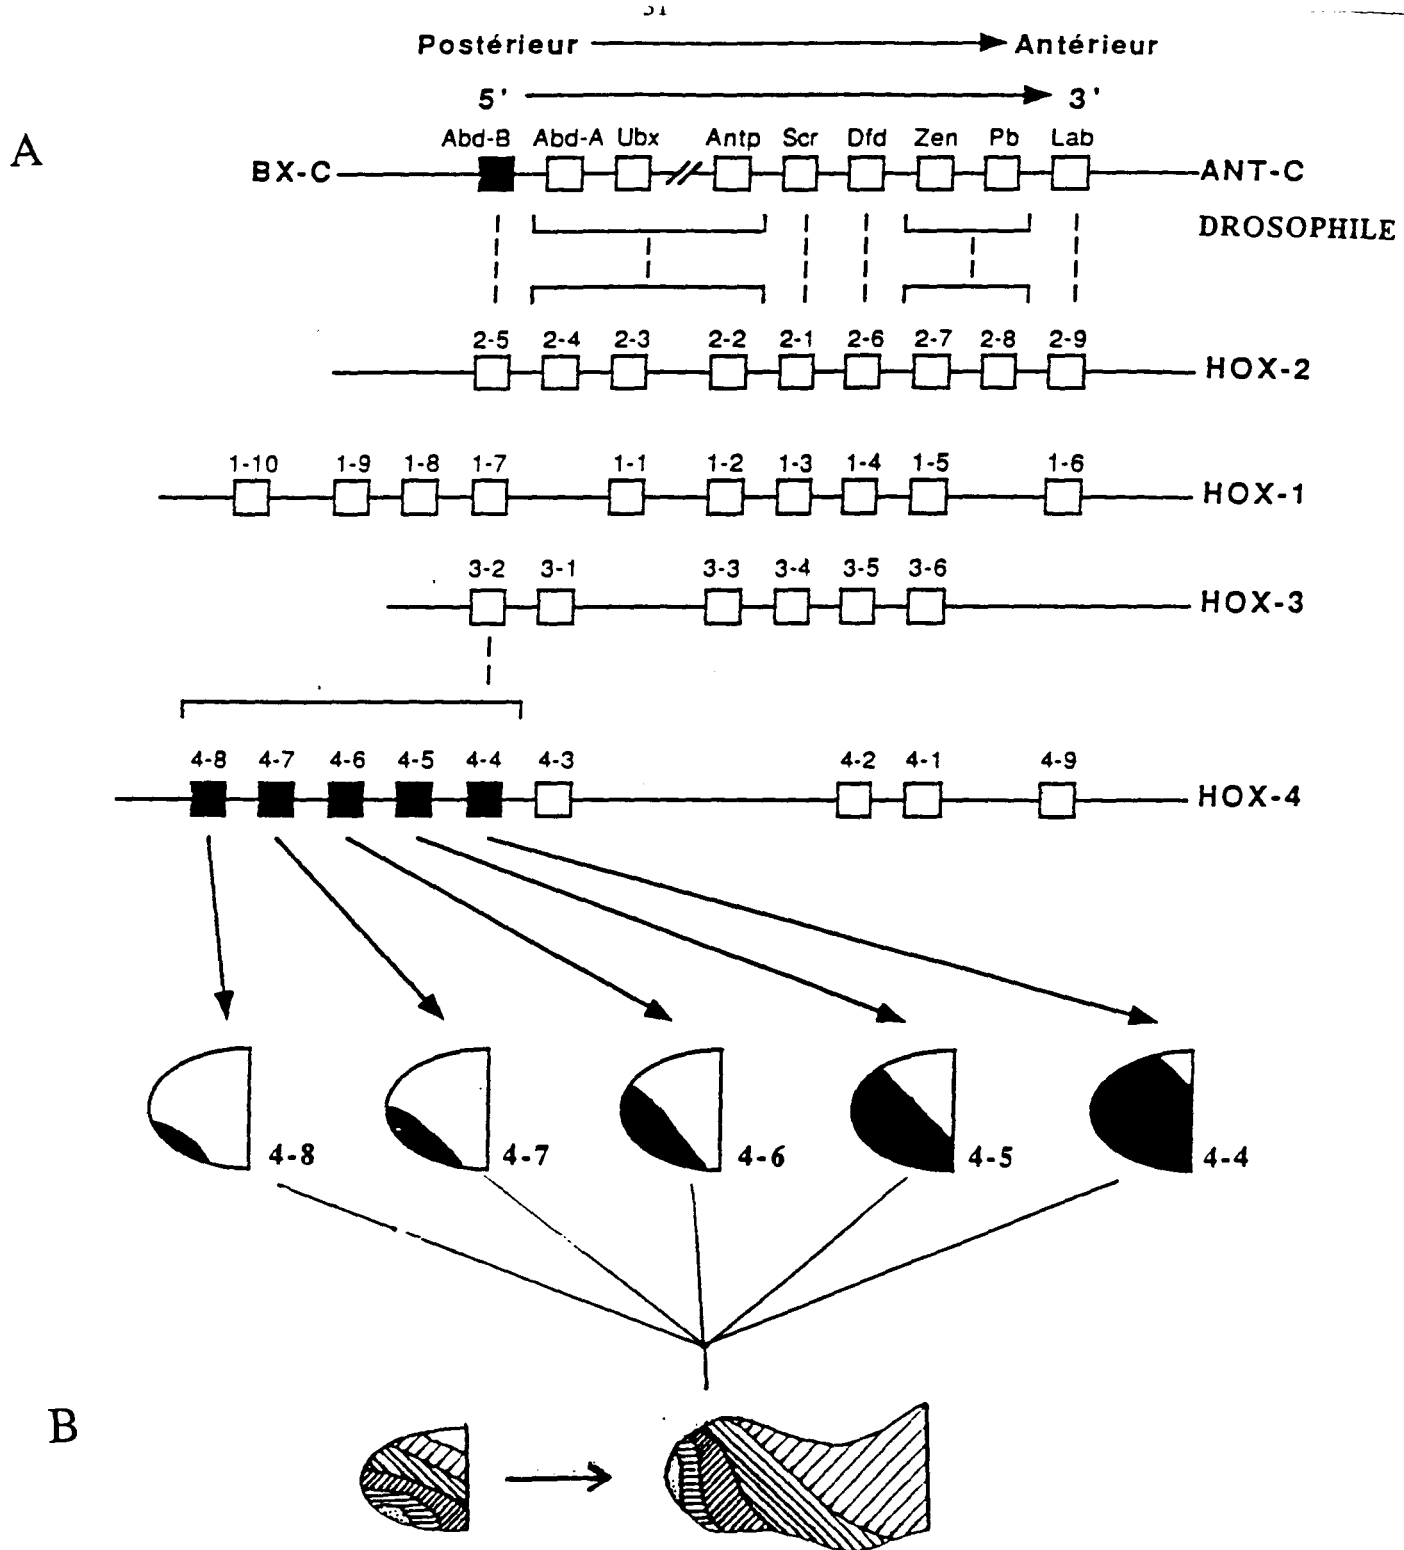 Postérieur Antérieur
5' 3'
A
Abd-B Abd-A Ubx Antp Scr Dfd Zen Pb Lab
BX-C ANT-C
DROSOPHILE
2-5 2-4 2-3 2-2 2-1 2-6 2-7 2-8 2-9
HOX-2
1-10 1-9 1-8 1-7 1-1 1-2 1-3 1-4 1-5 1-6
HOX-1
3-2 3-1 3-3 3-4 3-5 3-6
HOX-3
4-8 4-7 4-6 4-5 4-4 4-3 4-2 4-1 4-9
HOX-4
4-8 4-7 4-6 4-5 4-4
B